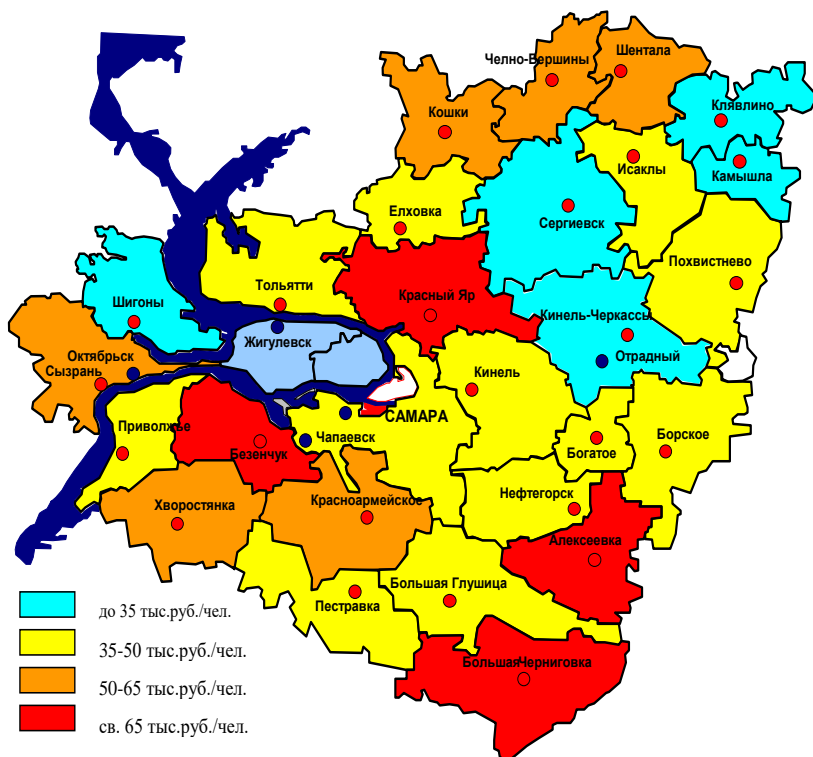 Челно-Вершины
Шентала
Кошки
Клявлино
Исаклы
Камышла
Елховка
Сергиевск
Похвистнево
Тольятти
Шигоны
Красный Яр
Кинель-Черкассы
Жигулевск
Октябрьск
Отрадный
Сызрань
Кинель
САМАРА
Приволжье
Чапаевск
Безенчук
Богатое
Борское
Хворостянка
Красноармейское
Нефтегорск
Алексеевка
Пестравка
Большая Глушица
БольшаяЧерниговка
до 35 тыс.руб./чел.
35-50 тыс.руб./чел.
50-65 тыс.руб./чел.
св. 65 тыс.руб./чел.